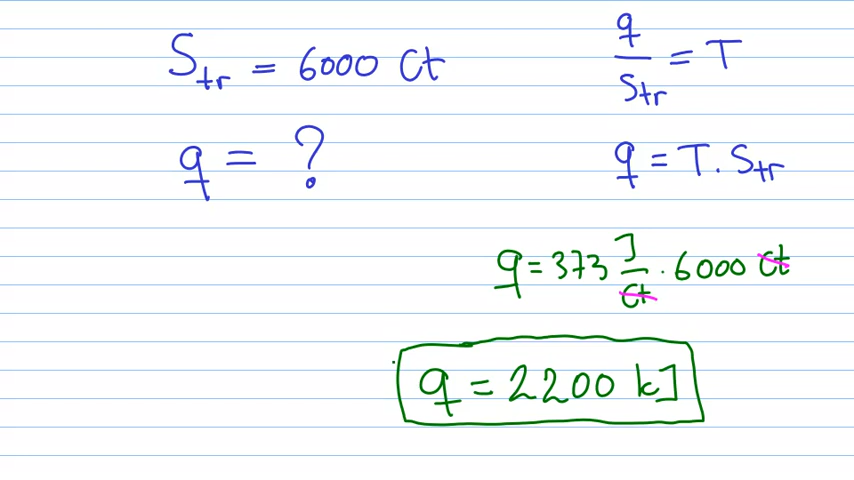 S_tr = 6000 Ct
q = ?
q/S_tr = T
q = T . S_tr
q = 373 J/Ct . 6000 Ct
q = 2200 kJ